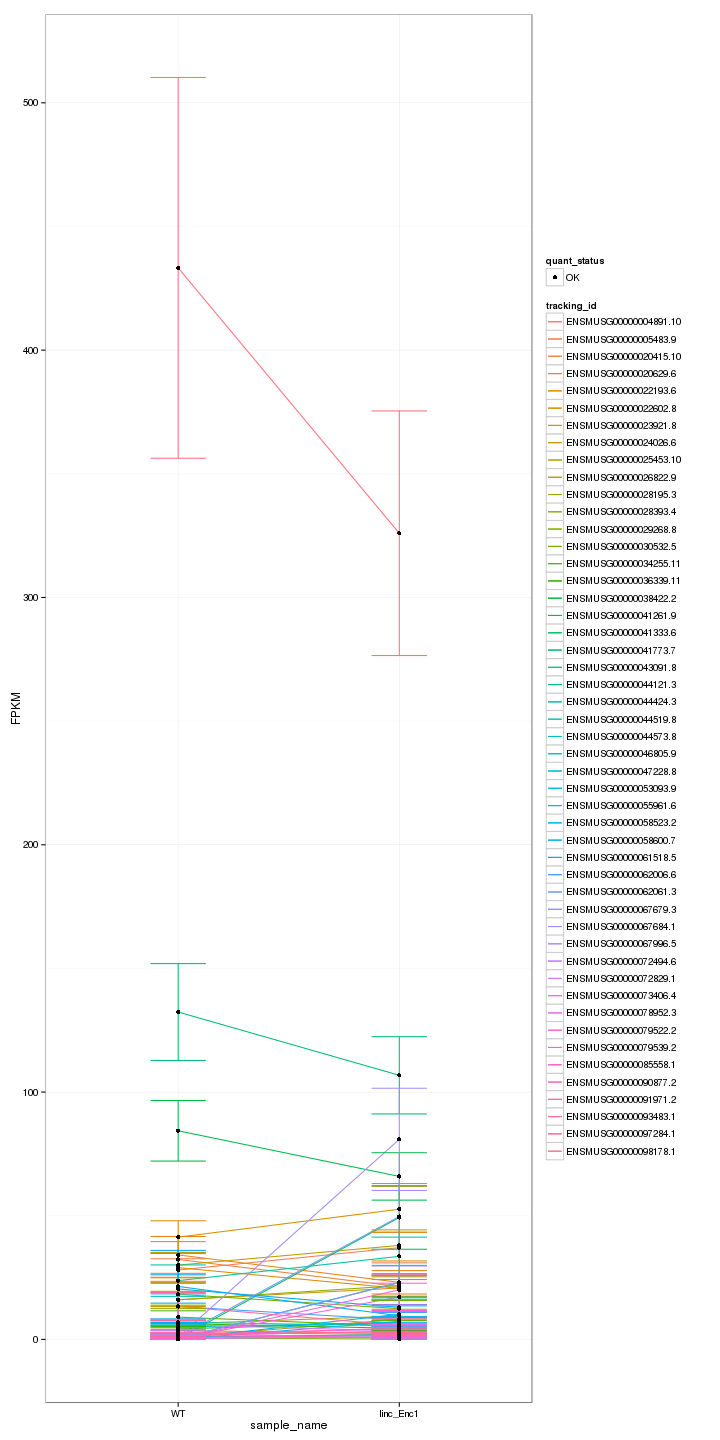 500
400
300
200
100
0
FPKM
WT
linc_Enc1
sample_name
quant_status
OK
tracking_id
ENSMUSG00000004891.10
ENSMUSG00000005483.9
ENSMUSG00000020415.10
ENSMUSG00000020629.6
ENSMUSG00000022193.6
ENSMUSG00000022602.8
ENSMUSG00000023921.8
ENSMUSG00000024026.6
ENSMUSG00000025453.10
ENSMUSG00000026822.9
ENSMUSG00000028195.3
ENSMUSG00000028393.4
ENSMUSG00000029268.8
ENSMUSG00000030532.5
ENSMUSG00000034255.11
ENSMUSG00000036339.11
ENSMUSG00000038422.2
ENSMUSG00000041261.9
ENSMUSG00000041333.6
ENSMUSG00000041773.7
ENSMUSG00000043091.8
ENSMUSG00000044121.3
ENSMUSG00000044424.3
ENSMUSG00000044519.8
ENSMUSG00000044573.8
ENSMUSG00000046805.9
ENSMUSG00000047228.8
ENSMUSG00000053093.9
ENSMUSG00000055961.6
ENSMUSG00000058523.2
ENSMUSG00000058600.7
ENSMUSG00000061518.5
ENSMUSG00000062006.6
ENSMUSG00000062061.3
ENSMUSG00000067679.3
ENSMUSG00000067684.1
ENSMUSG00000067996.5
ENSMUSG00000072494.6
ENSMUSG00000072829.1
ENSMUSG00000073406.4
ENSMUSG00000078952.3
ENSMUSG00000079522.2
ENSMUSG00000079539.2
ENSMUSG00000085558.1
ENSMUSG00000090877.2
ENSMUSG00000091971.2
ENSMUSG00000093483.1
ENSMUSG00000097284.1
ENSMUSG00000098178.1